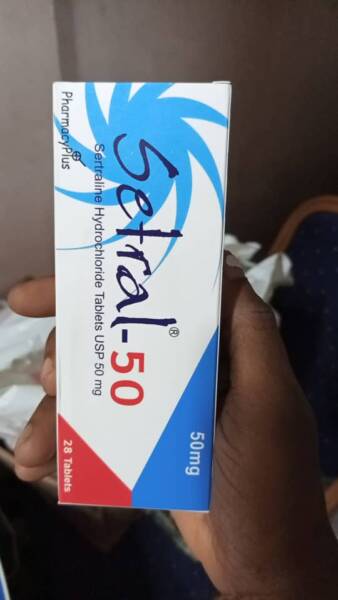 PharmacyPlus
Setral-50®
Sertraline Hydrochloride Tablets USP 50 mg
50mg
28 Tablets